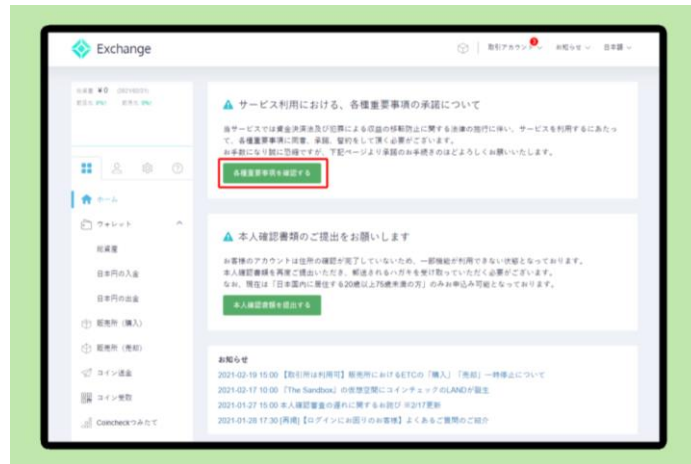 Exchange
取引アカウント
お知らせ
日本語
総資産 ¥0
サービス利用における、各種重要事項の承諾について
当サービスでは資金決済法及び犯罪による収益の移転防止に関する法律の施行に伴い、サービスを利用するにあたっ
て、各種重要事項に同意、承諾、誓約をして頂く必要がございます。
お手数になり誠に恐縮ですが、下記ページより承諾のお手続きのほどよろしくお願いいたします。
各種重要事項を確認する
ホーム
ウォレット
総資産
日本円の入金
日本円の出金
販売所（購入）
販売所（売却）
コイン送金
コイン受取
Coincheckつみたて
本人確認書類のご提出をお願いします
お客様のアカウントは住所の確認が完了していないため、一部機能が利用できない状態となっております。
本人確認書類を再度ご提出いただき、郵送されるハガキを受け取っていただく必要がございます。
なお、現在は「日本国内に居住する20歳以上75歳未満の方」のみお申込み可能となっております。
本人確認書類を提出する
お知らせ
2021-02-19 15:00 【取引所は利用可】販売所におけるETCの「購入」「売却」一時停止について
2021-02-17 10:00 「The Sandbox」の仮想空間にコインチェックのLANDが誕生
2021-01-27 15:00 本人確認審査の遅れに関するお詫び ※2/17更新
2021-01-28 17:30 [再掲]【ログインにお困りのお客様】よくあるご質問のご紹介